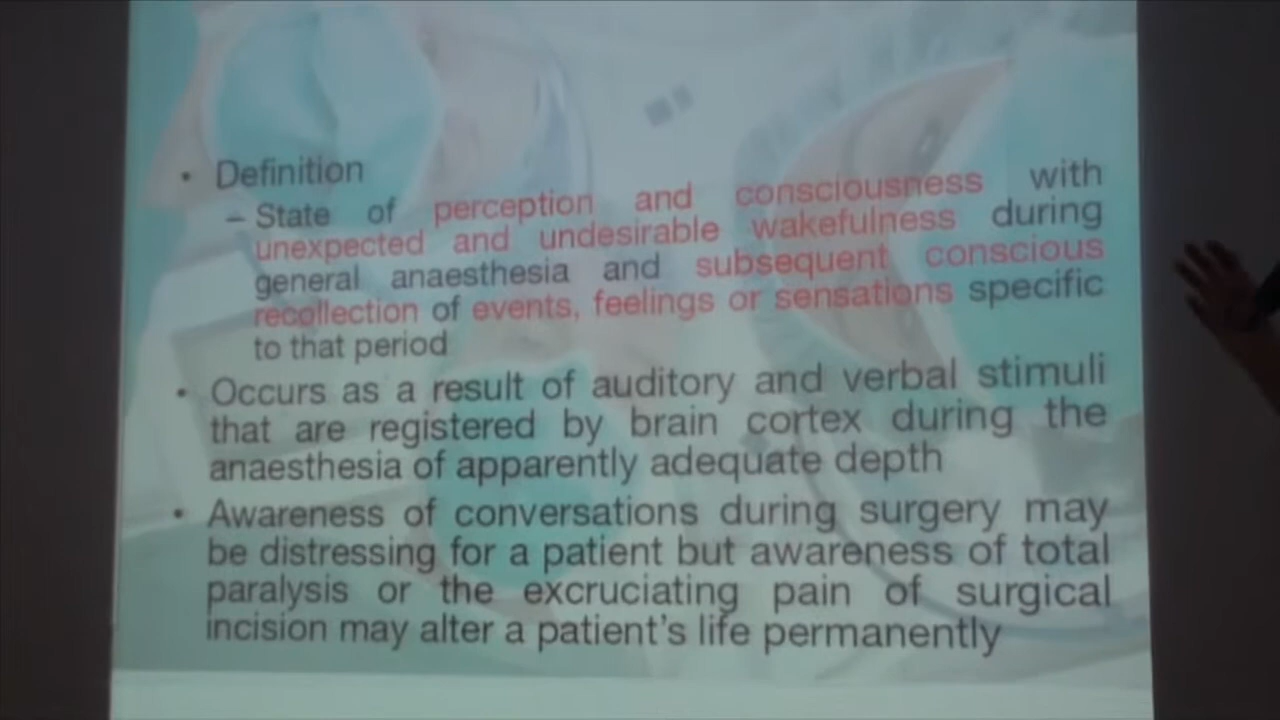 • Definition
– State of perception and consciousness with
unexpected and undesirable wakefulness during
general anaesthesia and subsequent conscious
recollection of events, feelings or sensations specific
to that period
• Occurs as a result of auditory and verbal stimuli
that are registered by brain cortex during the
anaesthesia of apparently adequate depth
• Awareness of conversations during surgery may
be distressing for a patient but awareness of total
paralysis or the excruciating pain of surgical
incision may alter a patient's life permanently